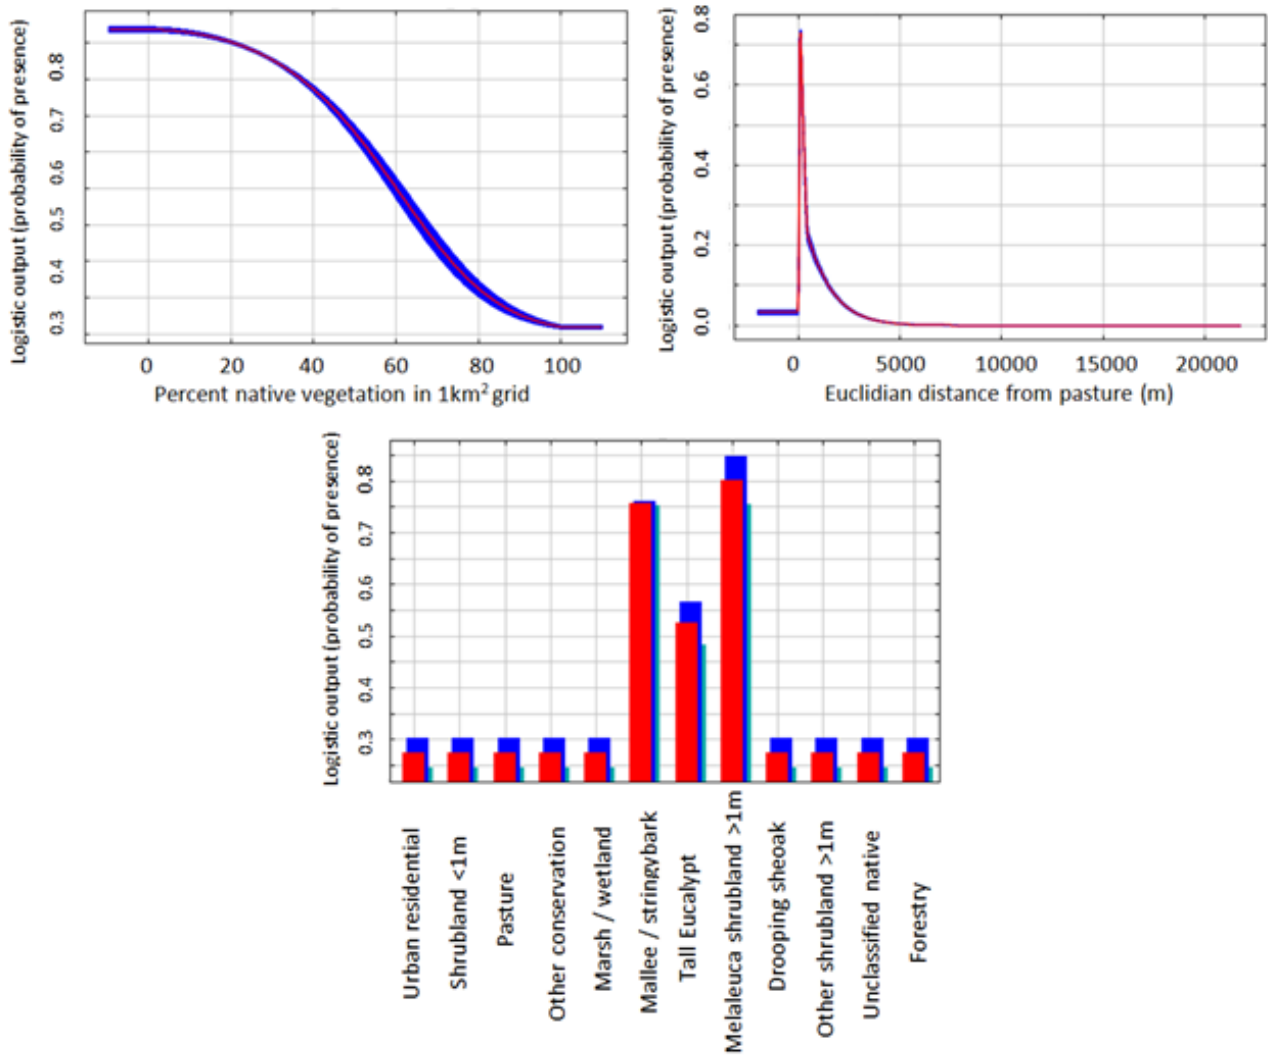 Logistic output (probability of presence)
0.8
0.7
0.6
0.5
0.4
0.3
0
20
40
60
80
100
Percent native vegetation in 1km² grid
Logistic output (probability of presence)
0.8
0.6
0.4
0.2
0.0
0
5000
10000
15000
20000
Euclidian distance from pasture (m)
Logistic output (probability of presence)
0.8
0.7
0.6
0.5
0.4
0.3
Urban residential
Shrubland <1m
Pasture
Other conservation
Marsh / wetland
Mallee / stringybark
Tall Eucalypt
Melaleuca shrubland >1m
Drooping sheoak
Other shrubland >1m
Unclassified native
Forestry